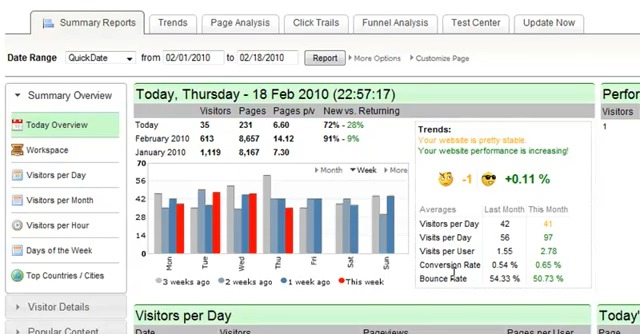 Summary Reports Trends Page Analysis Click Trails Funnel Analysis Test Center Update Now
Date Range QuickDate from 02/01/2010 to 02/18/2010 Report More Options Customize Page
Summary Overview
Today Overview
Workspace
Visitors per Day
Visitors per Month
Visitors per Hour
Days of the Week
Top Countries / Cities
Visitor Details
Popular Content
Today, Thursday - 18 Feb 2010 (22:57:17)
Visitors Pages Pages p/v New vs. Returning
Today 35 231 6.60 72% - 28%
February 2010 613 8,657 14.12 91% - 9%
January 2010 1,119 8,167 7.30
Month Week More
70
56
42
28
14
0
Mon Tue Wed Thu Fri Sat Sun
3 weeks ago 2 weeks ago 1 week ago This week
Trends:
Your website is pretty stable.
Your website performance is increasing!
-1 +0.11 %
Averages Last Month This Month
Visitors per Day 42 41
Visits per Day 56 97
Visits per User 1.55 2.78
Conversion Rate 0.54 % 0.65 %
Bounce Rate 54.33 % 50.73 %
Perfor
Visitors
1
Visitors per Day
Date Visitors Pageviews Pages per User
Today
Date